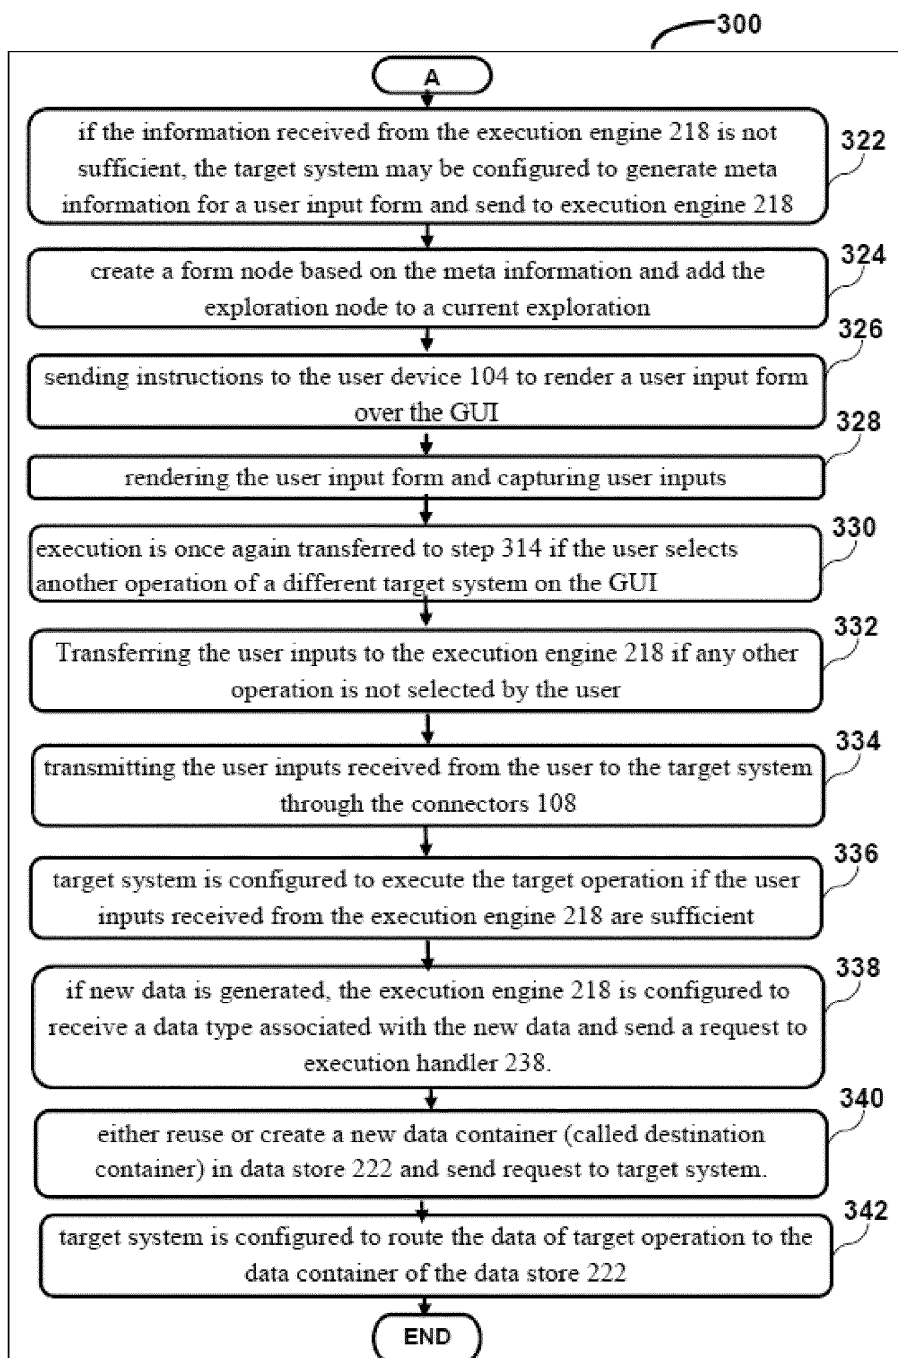 300
A
if the information received from the execution engine 218 is not
sufficient, the target system may be configured to generate meta
information for a user input form and send to execution engine 218
322
create a form node based on the meta information and add the
exploration node to a current exploration
324
sending instructions to the user device 104 to render a user input form
over the GUI
326
rendering the user input form and capturing user inputs
328
execution is once again transferred to step 314 if the user selects
another operation of a different target system on the GUI
330
Transferring the user inputs to the execution engine 218 if any other
operation is not selected by the user
332
transmitting the user inputs received from the user to the target system
through the connectors 108
334
target system is configured to execute the target operation if the user
inputs received from the execution engine 218 are sufficient
336
if new data is generated, the execution engine 218 is configured to
receive a data type associated with the new data and send a request to
execution handler 238.
338
either reuse or create a new data container (called destination
container) in data store 222 and send request to target system.
340
target system is configured to route the data of target operation to the
data container of the data store 222
342
END